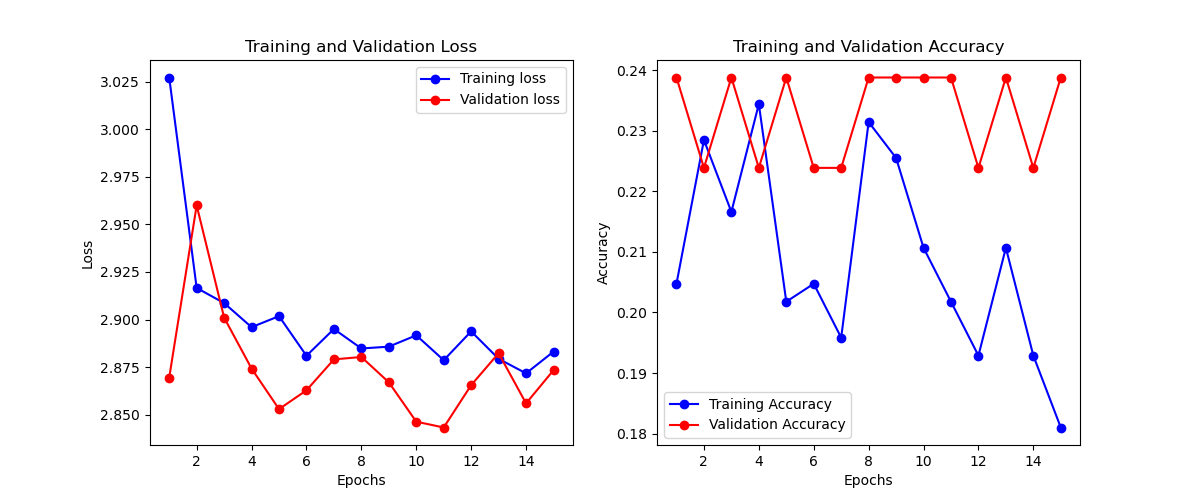 Training and Validation Loss
Training loss
Validation loss
3.025
3.000
2.975
2.950
2.925
2.900
2.875
2.850
Loss
2 4 6 8 10 12 14
Epochs
Training and Validation Accuracy
0.24
0.23
0.22
0.21
0.20
0.19
0.18
Accuracy
Training Accuracy
Validation Accuracy
2 4 6 8 10 12 14
Epochs